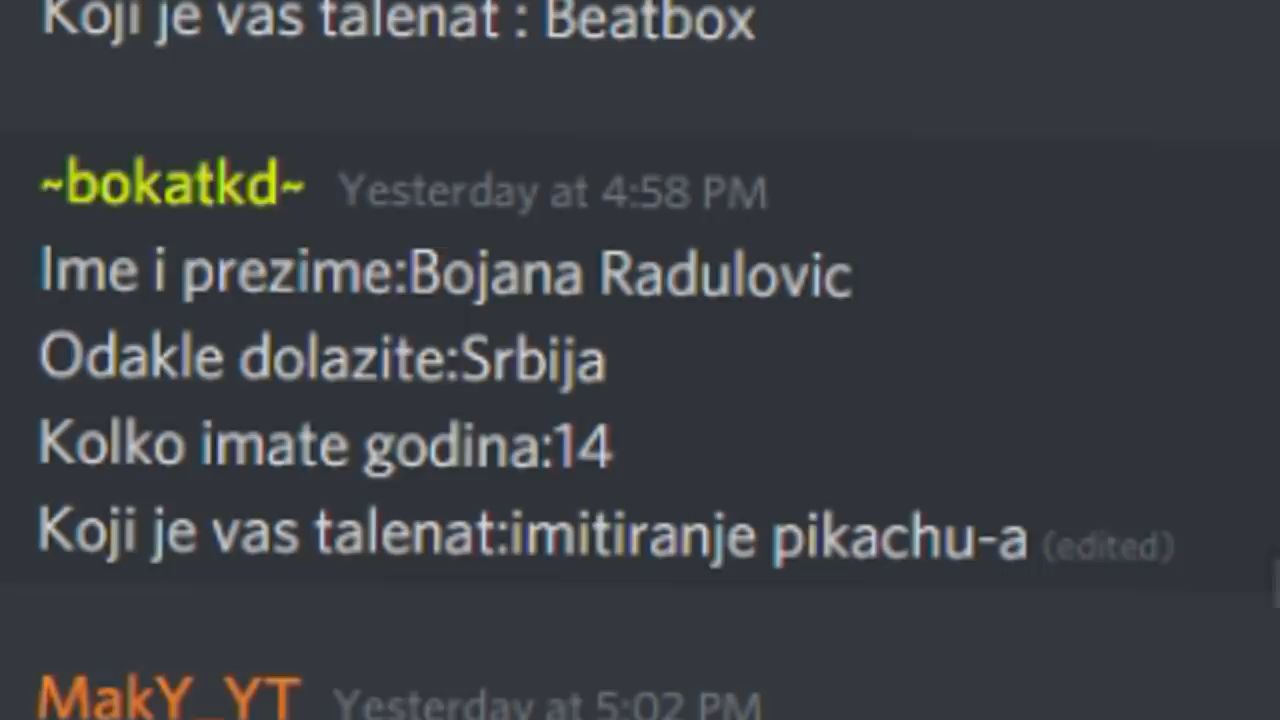 Koji je vas talenat : Beatbox
~bokatkd~ Yesterday at 4:58 PM
Ime i prezime:Bojana Radulovic
Odakle dolazite:Srbija
Kolko imate godina:14
Koji je vas talenat:imitiranje pikachu-a (edited)
MakY_YT Yesterday at 5:02 PM